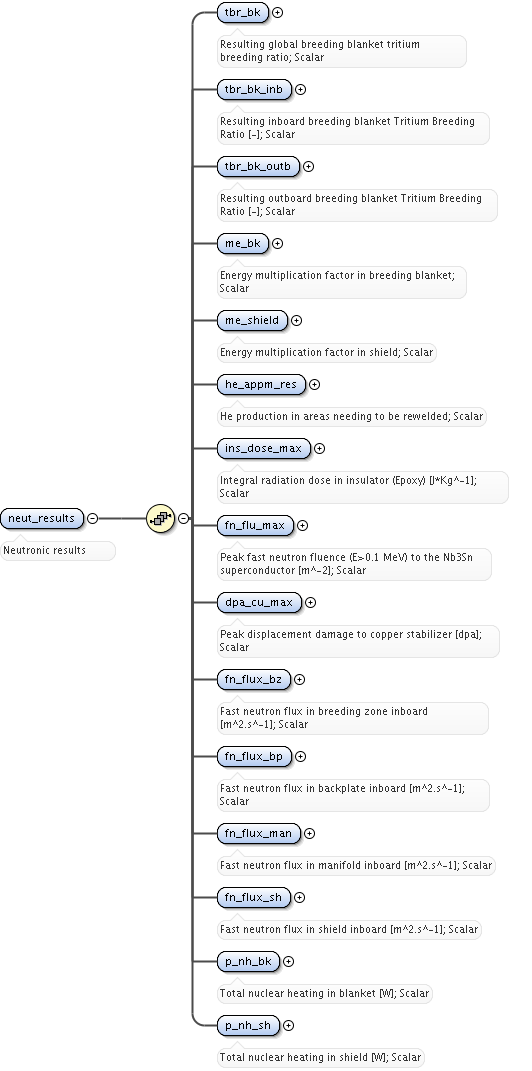 tbr_bk
Resulting global breeding blanket tritium
breeding ratio; Scalar
tbr_bk_inb
Resulting inboard breeding blanket Tritium Breeding
Ratio [-]; Scalar
tbr_bk_outb
Resulting outboard breeding blanket Tritium Breeding
Ratio [-]; Scalar
me_bk
Energy multiplication factor in breeding blanket;
Scalar
me_shield
Energy multiplication factor in shield; Scalar
he_appm_res
He production in areas needing to be rewelded; Scalar
ins_dose_max
Integral radiation dose in insulator (Epoxy) [J*Kg^-1];
Scalar
neut_results
Neutronic results
fn_flu_max
Peak fast neutron fluence (E>0.1 MeV) to the Nb3Sn
superconductor [m^-2]; Scalar
dpa_cu_max
Peak displacement damage to copper stabilizer [dpa];
Scalar
fn_flux_bz
Fast neutron flux in breeding zone inboard
[m^2.s^-1]; Scalar
fn_flux_bp
Fast neutron flux in backplate inboard [m^2.s^-1];
Scalar
fn_flux_man
Fast neutron flux in manifold inboard [m^2.s^-1]; Scalar
fn_flux_sh
Fast neutron flux in shield inboard [m^2.s^-1]; Scalar
p_nh_bk
Total nuclear heating in blanket [W]; Scalar
p_nh_sh
Total nuclear heating in shield [W]; Scalar